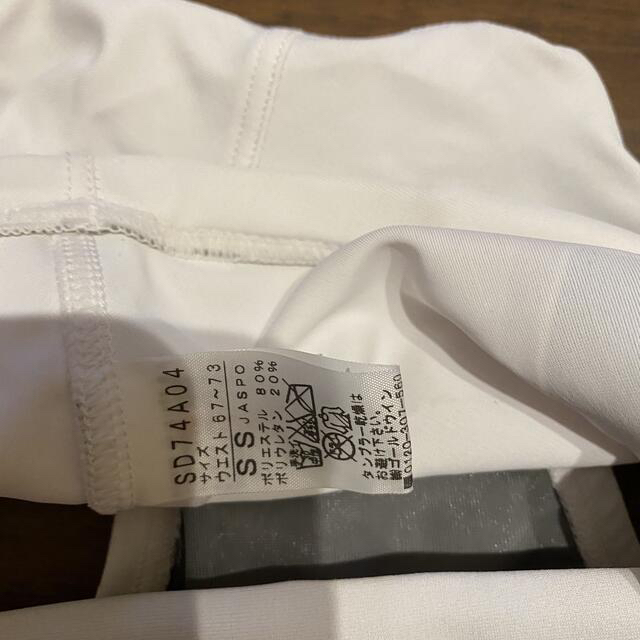 SD74A04
サイズ
ウエスト 67～73
SS JASPO
ポリエステル 80%
ポリウレタン 20%
タンブラー乾燥は
お避け下さい。
㈱ゴールドウイン
0120-307-560